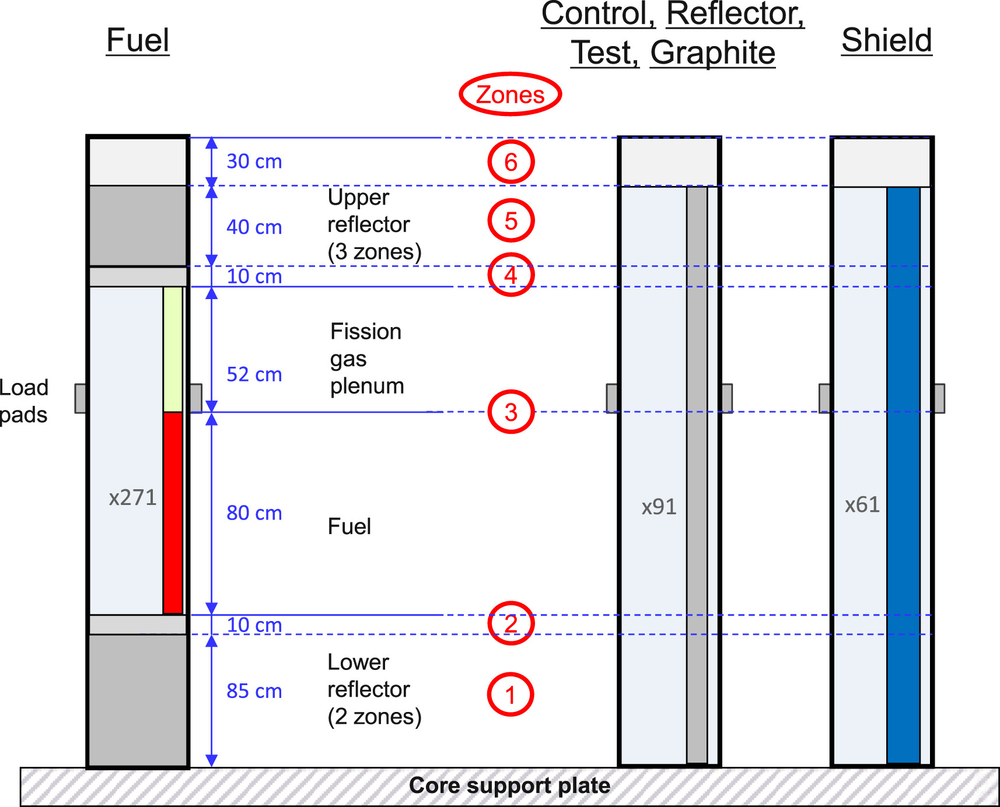 Fuel
Control, Reflector,
Test, Graphite
Shield
Zones
30 cm
6
Upper
reflector
(3 zones)
40 cm
5
10 cm
4
Fission
gas
plenum
52 cm
Load
pads
3
x271
80 cm
Fuel
x91
x61
10 cm
2
Lower
reflector
(2 zones)
85 cm
1
Core support plate